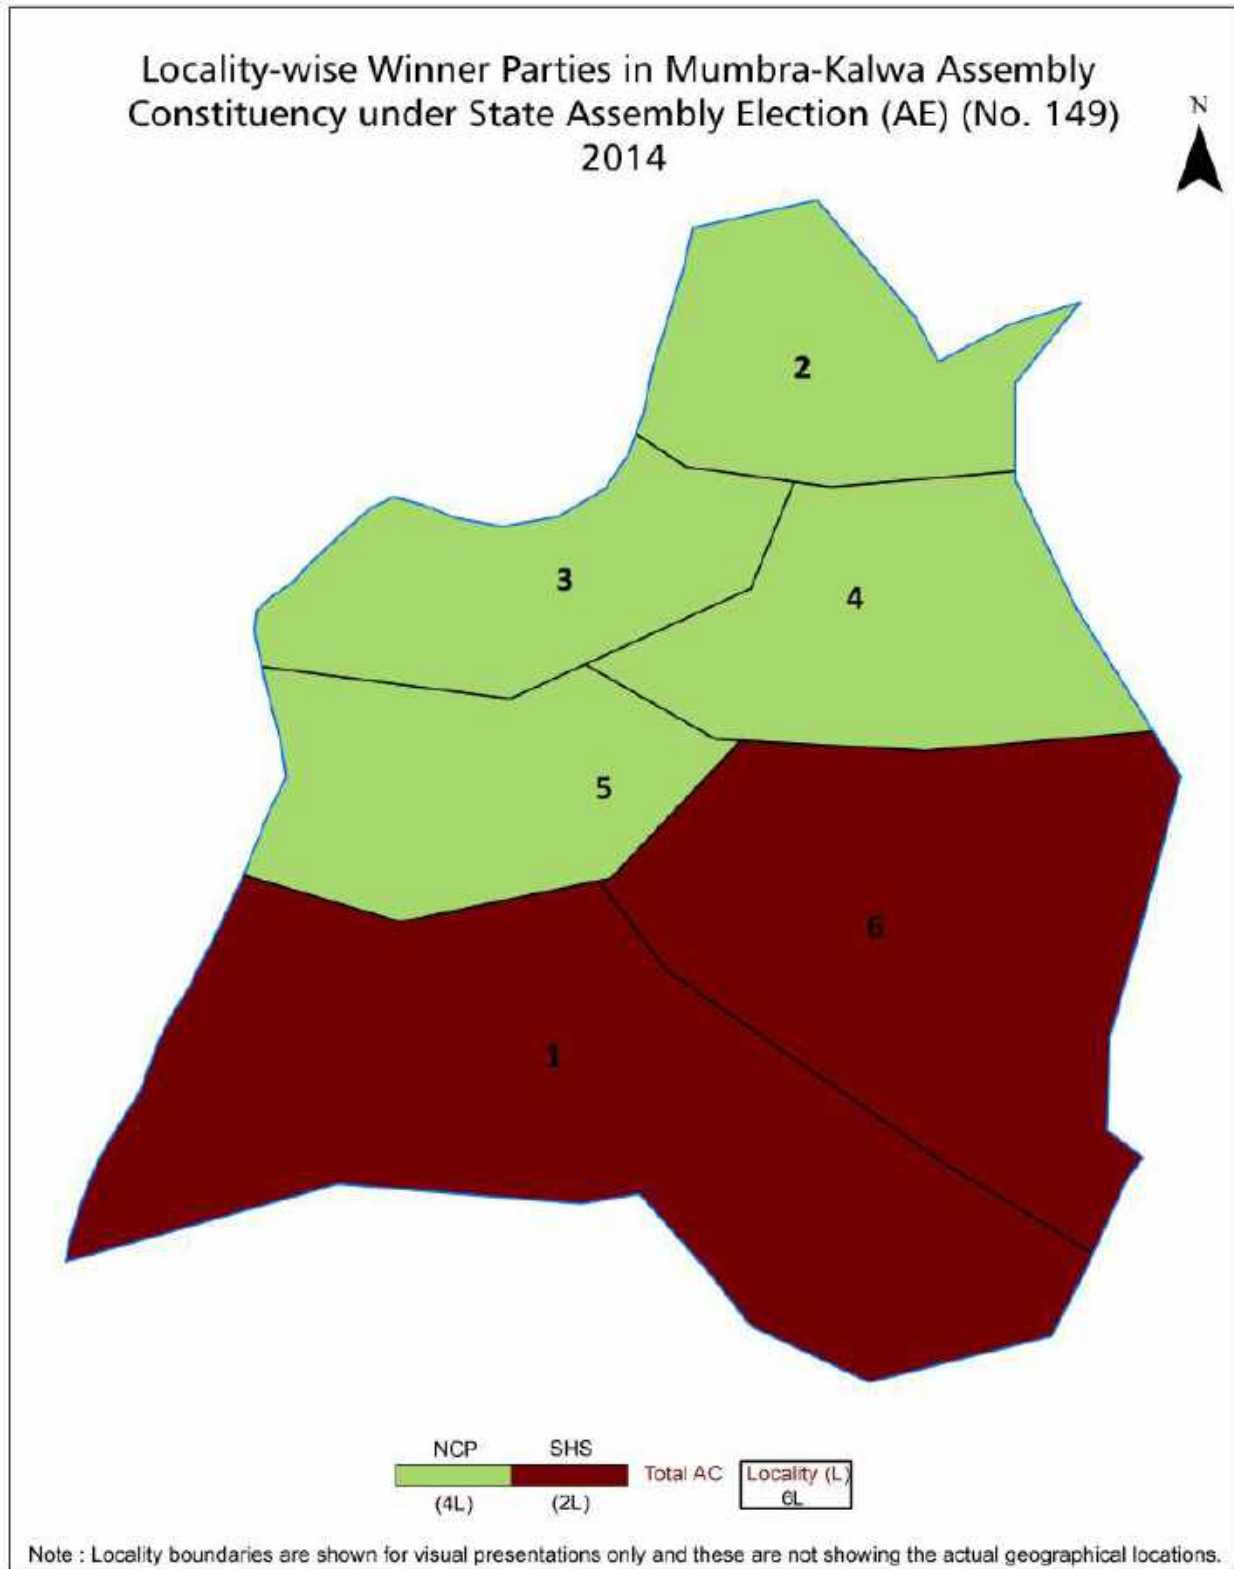 Locality-wise Winner Parties in Mumbra-Kalwa Assembly
Constituency under State Assembly Election (AE) (No. 149)
2014
N
2
3
4
5
6
1
NCP SHS
Total AC
(4L) (2L)
Locality (L)
6L
Note : Locality boundaries are shown for visual presentations only and these are not showing the actual geographical locations.